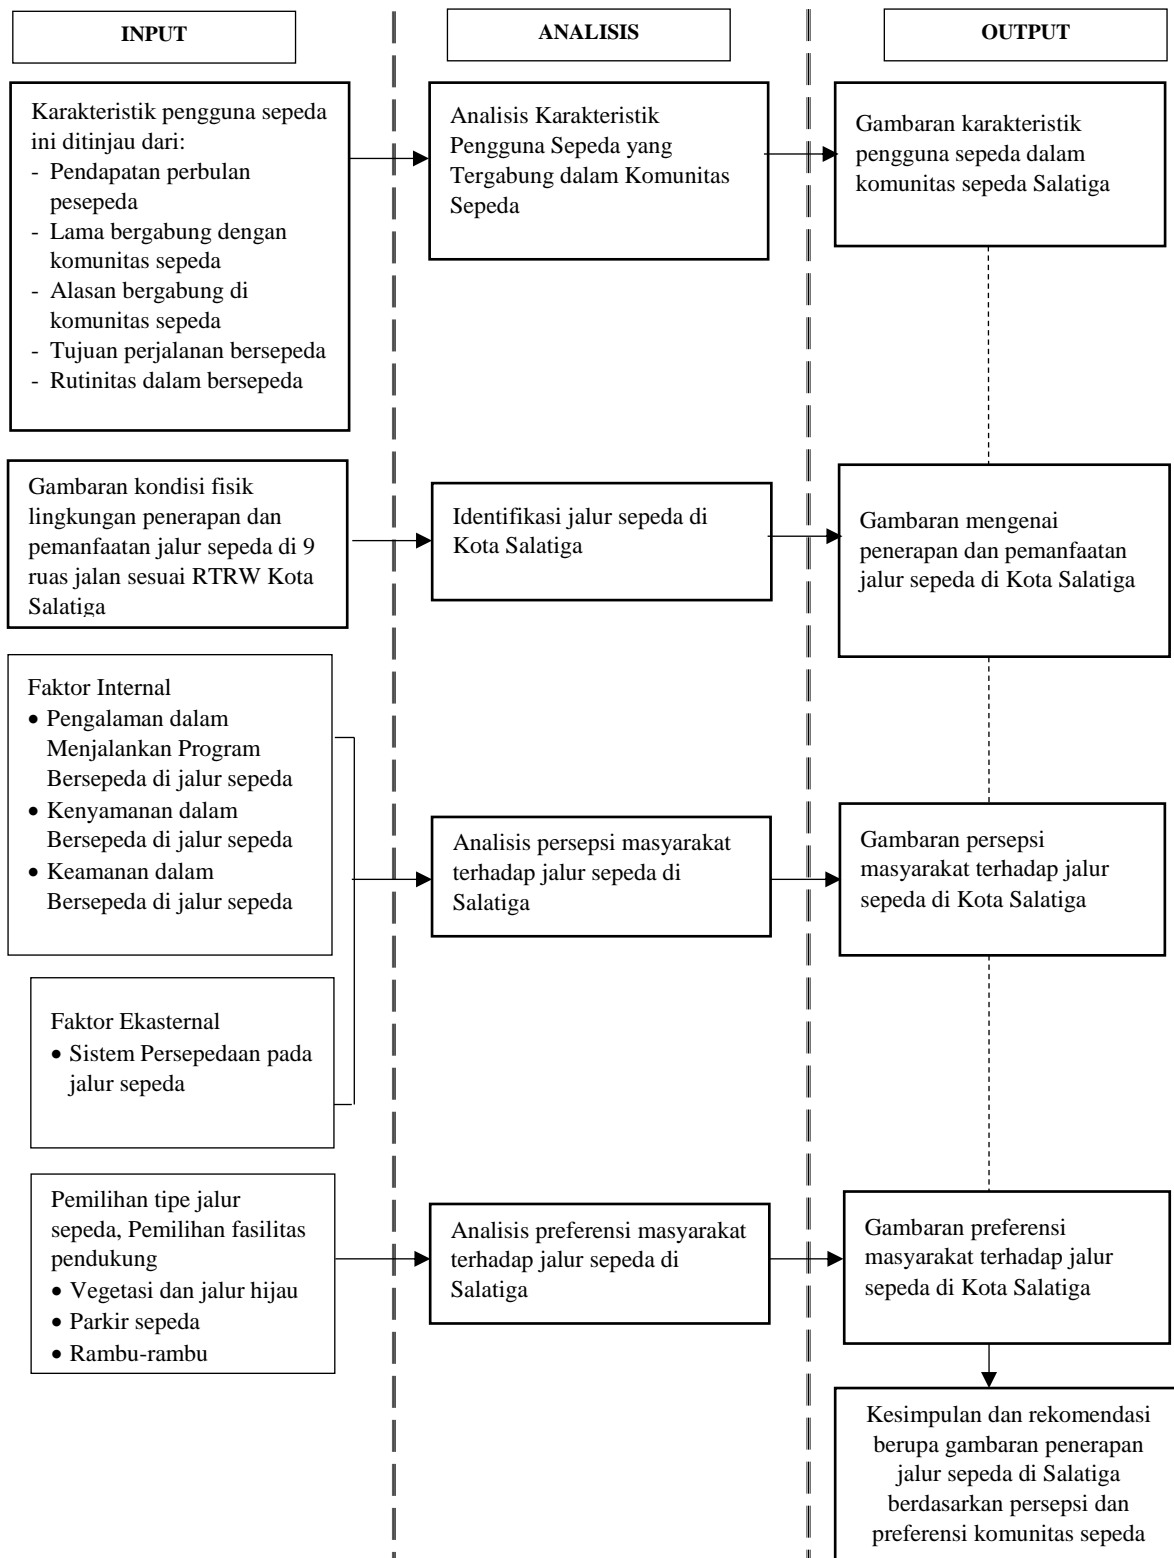 INPUT
ANALISIS
OUTPUT
Karakteristik pengguna sepeda
ini ditinjau dari:
- Pendapatan perbulan
pesepeda
- Lama bergabung dengan
komunitas sepeda
- Alasan bergabung di
komunitas sepeda
- Tujuan perjalanan bersepeda
- Rutinitas dalam bersepeda
Analisis Karakteristik
Pengguna Sepeda yang
Tergabung dalam Komunitas
Sepeda
Gambaran karakteristik
pengguna sepeda dalam
komunitas sepeda Salatiga
Gambaran kondisi fisik
lingkungan penerapan dan
pemanfaatan jalur sepeda di 9
ruas jalan sesuai RTRW Kota
Salatiga
Identifikasi jalur sepeda di
Kota Salatiga
Gambaran mengenai
penerapan dan pemanfaatan
jalur sepeda di Kota Salatiga
Faktor Internal
• Pengalaman dalam
Menjalankan Program
Bersepeda di jalur sepeda
• Kenyamanan dalam
Bersepeda di jalur sepeda
• Keamanan dalam
Bersepeda di jalur sepeda
Faktor Ekasternal
• Sistem Persepedaan pada
jalur sepeda
Analisis persepsi masyarakat
terhadap jalur sepeda di
Salatiga
Gambaran persepsi
masyarakat terhadap jalur
sepeda di Kota Salatiga
Pemilihan tipe jalur
sepeda, Pemilihan fasilitas
pendukung
• Vegetasi dan jalur hijau
• Parkir sepeda
• Rambu-rambu
Analisis preferensi masyarakat
terhadap jalur sepeda di
Salatiga
Gambaran preferensi
masyarakat terhadap jalur
sepeda di Kota Salatiga
Kesimpulan dan rekomendasi
berupa gambaran penerapan
jalur sepeda di Salatiga
berdasarkan persepsi dan
preferensi komunitas sepeda